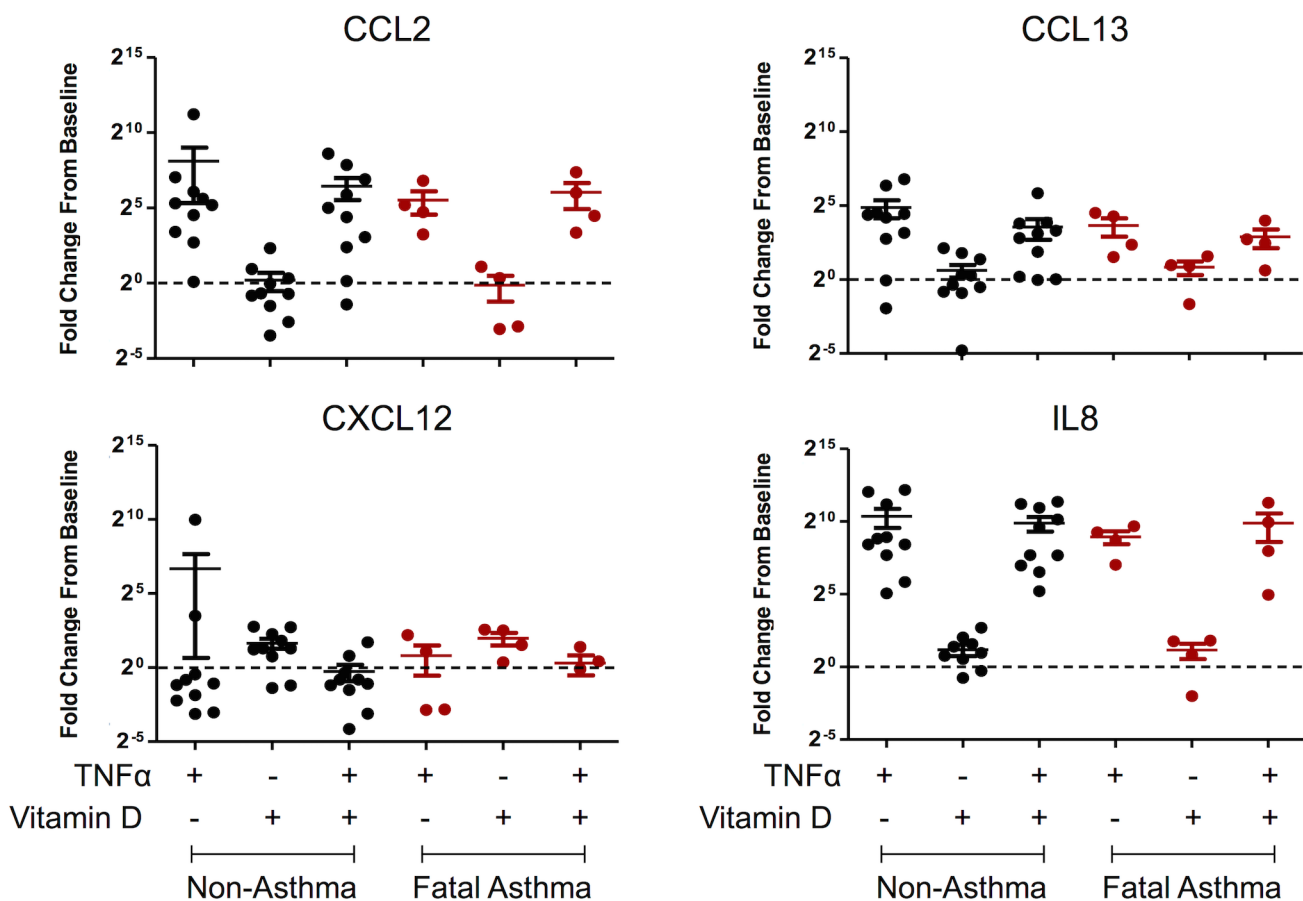 CCL2
Fold Change From Baseline
2^15
2^10
2^5
2^0
2^-5
CCL13
Fold Change From Baseline
2^15
2^10
2^5
2^0
2^-5
CXCL12
Fold Change From Baseline
2^15
2^10
2^5
2^0
2^-5
IL8
Fold Change From Baseline
2^15
2^10
2^5
2^0
2^-5
TNFα + - + + - +
Vitamin D - + + - + +
Non-Asthma Fatal Asthma
TNFα + - + + - +
Vitamin D - + + - + +
Non-Asthma Fatal Asthma